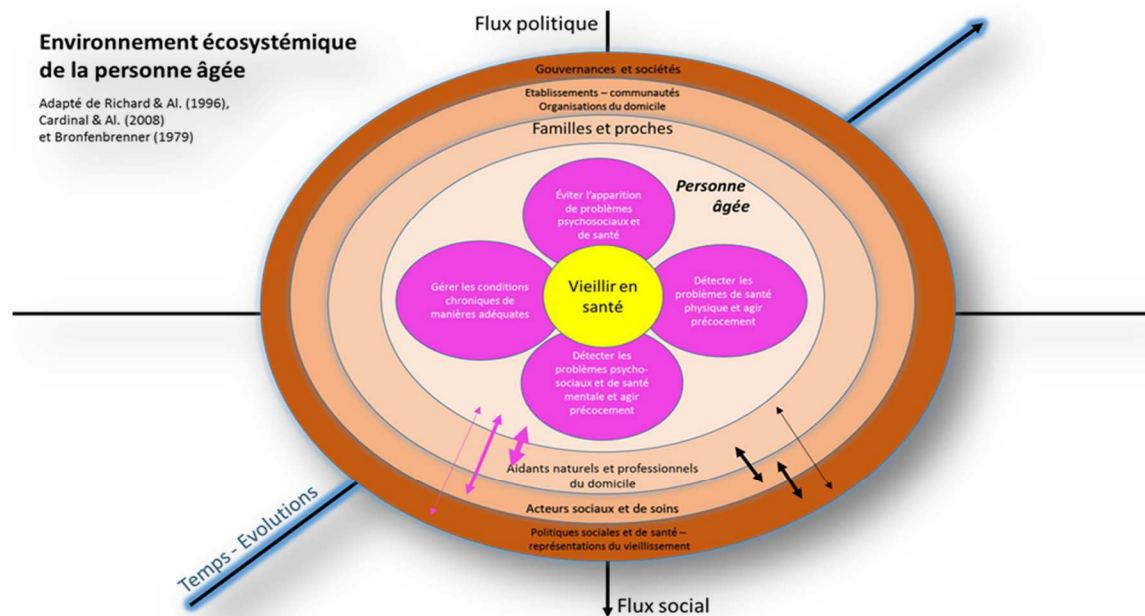 Environnement écosystémique
de la personne âgée
Adapté de Richard & Al. (1996),
Cardinal & Al. (2008)
et Bronfenbrenner (1979)
Flux politique
Gouvernances et sociétés
Etablissements – communautés
Organisations du domicile
Familles et proches
Personne
âgée
Éviter l'apparition
de problèmes
psychosociaux et
de santé
Gérer les conditions
chroniques de
manières adéquates
Vieillir en
santé
Détecter les
problèmes de santé
physique et agir
précocement
Détecter les
problèmes psycho-
sociaux et de santé
mentale et agir
précocement
Aidants naturels et professionnels
du domicile
Acteurs sociaux et de soins
Politiques sociales et de santé –
représentations du vieillissement
Temps - Evolutions
Flux social